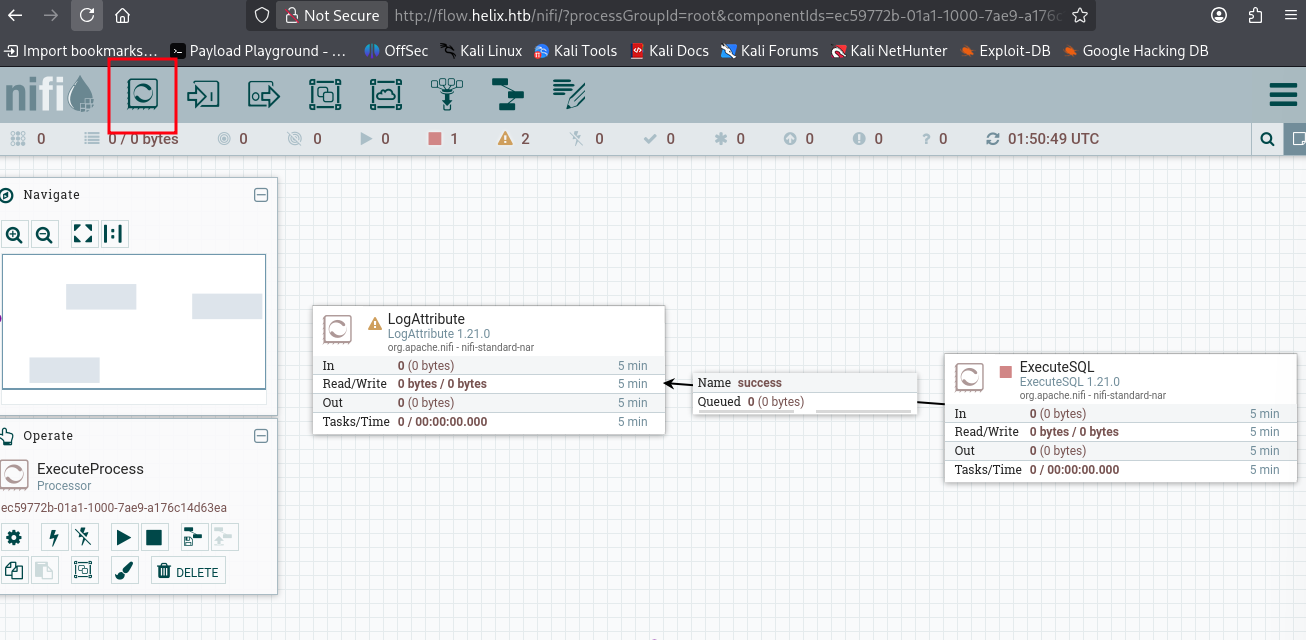 Not Secure
http://flow.helix.htb/nifi/?processGroupId=root&componentIds=ec59772b-01a1-1000-7ae9-a176c
Import bookmarks...
Payload Playground - ...
OffSec
Kali Linux
Kali Tools
Kali Docs
Kali Forums
Kali NetHunter
Exploit-DB
Google Hacking DB
nifi
0
0 / 0 bytes
0
0
0
1
2
0
0
0
0
0
? 0
01:50:49 UTC
Navigate
Operate
ExecuteProcess
Processor
ec59772b-01a1-1000-7ae9-a176c14d63ea
DELETE
LogAttribute
LogAttribute 1.21.0
org.apache.nifi - nifi-standard-nar
In 0 (0 bytes) 5 min
Read/Write 0 bytes / 0 bytes 5 min
Out 0 (0 bytes) 5 min
Tasks/Time 0 / 00:00:00.000 5 min
Name success
Queued 0 (0 bytes)
ExecuteSQL
ExecuteSQL 1.21.0
org.apache.nifi - nifi-standard-nar
In 0 (0 bytes) 5 min
Read/Write 0 bytes / 0 bytes 5 min
Out 0 (0 bytes) 5 min
Tasks/Time 0 / 00:00:00.000 5 min